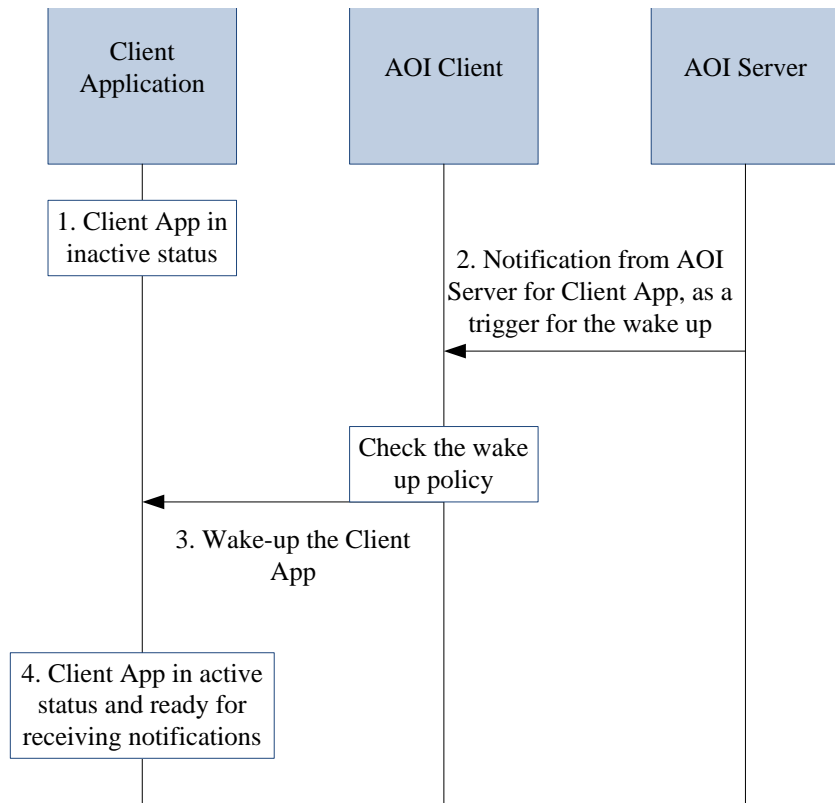 Client
Application
AOI Client
AOI Server
1. Client App in
inactive status
2. Notification from AOI
Server for Client App, as a
trigger for the wake up
Check the wake
up policy
3. Wake-up the Client
App
4. Client App in active
status and ready for
receiving notifications